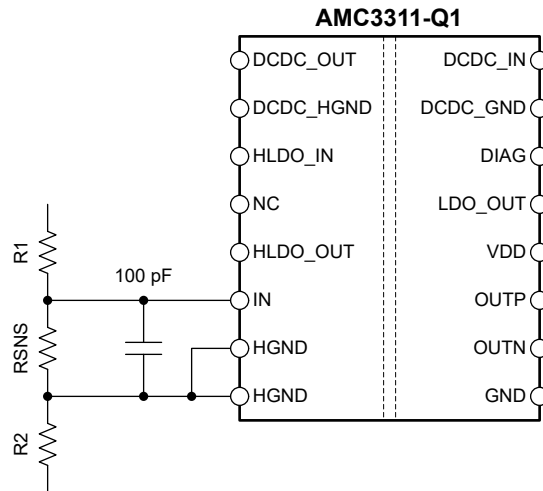 AMC3311-Q1
DCDC_OUT
DCDC_HGND
HLDO_IN
NC
HLDO_OUT
IN
HGND
HGND
DCDC_IN
DCDC_GND
DIAG
LDO_OUT
VDD
OUTP
OUTN
GND
R1
100 pF
RSNS
R2